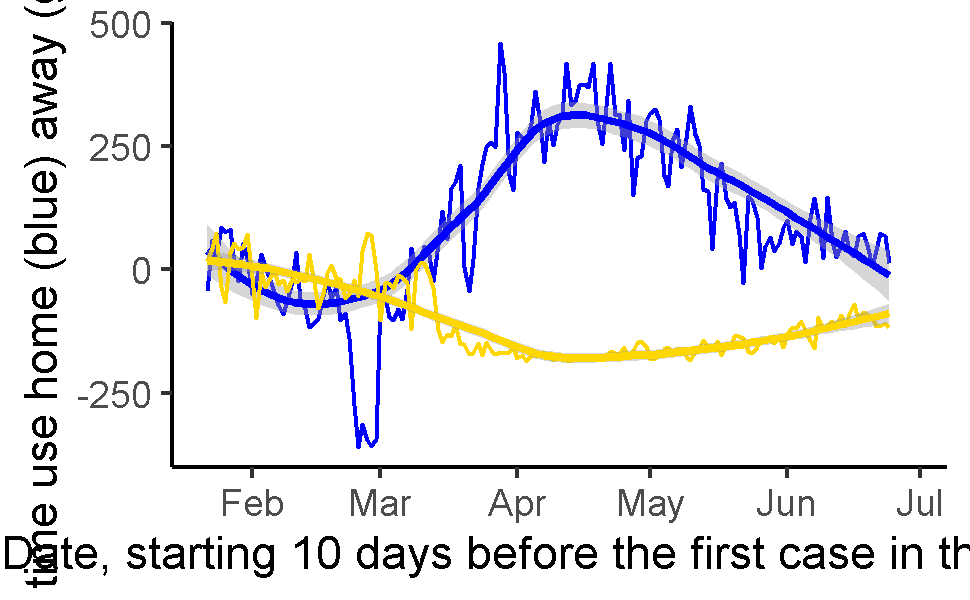 time use home (blue) away (
500
250
0
-250
Feb Mar Apr May Jun Jul
Date, starting 10 days before the first case in th